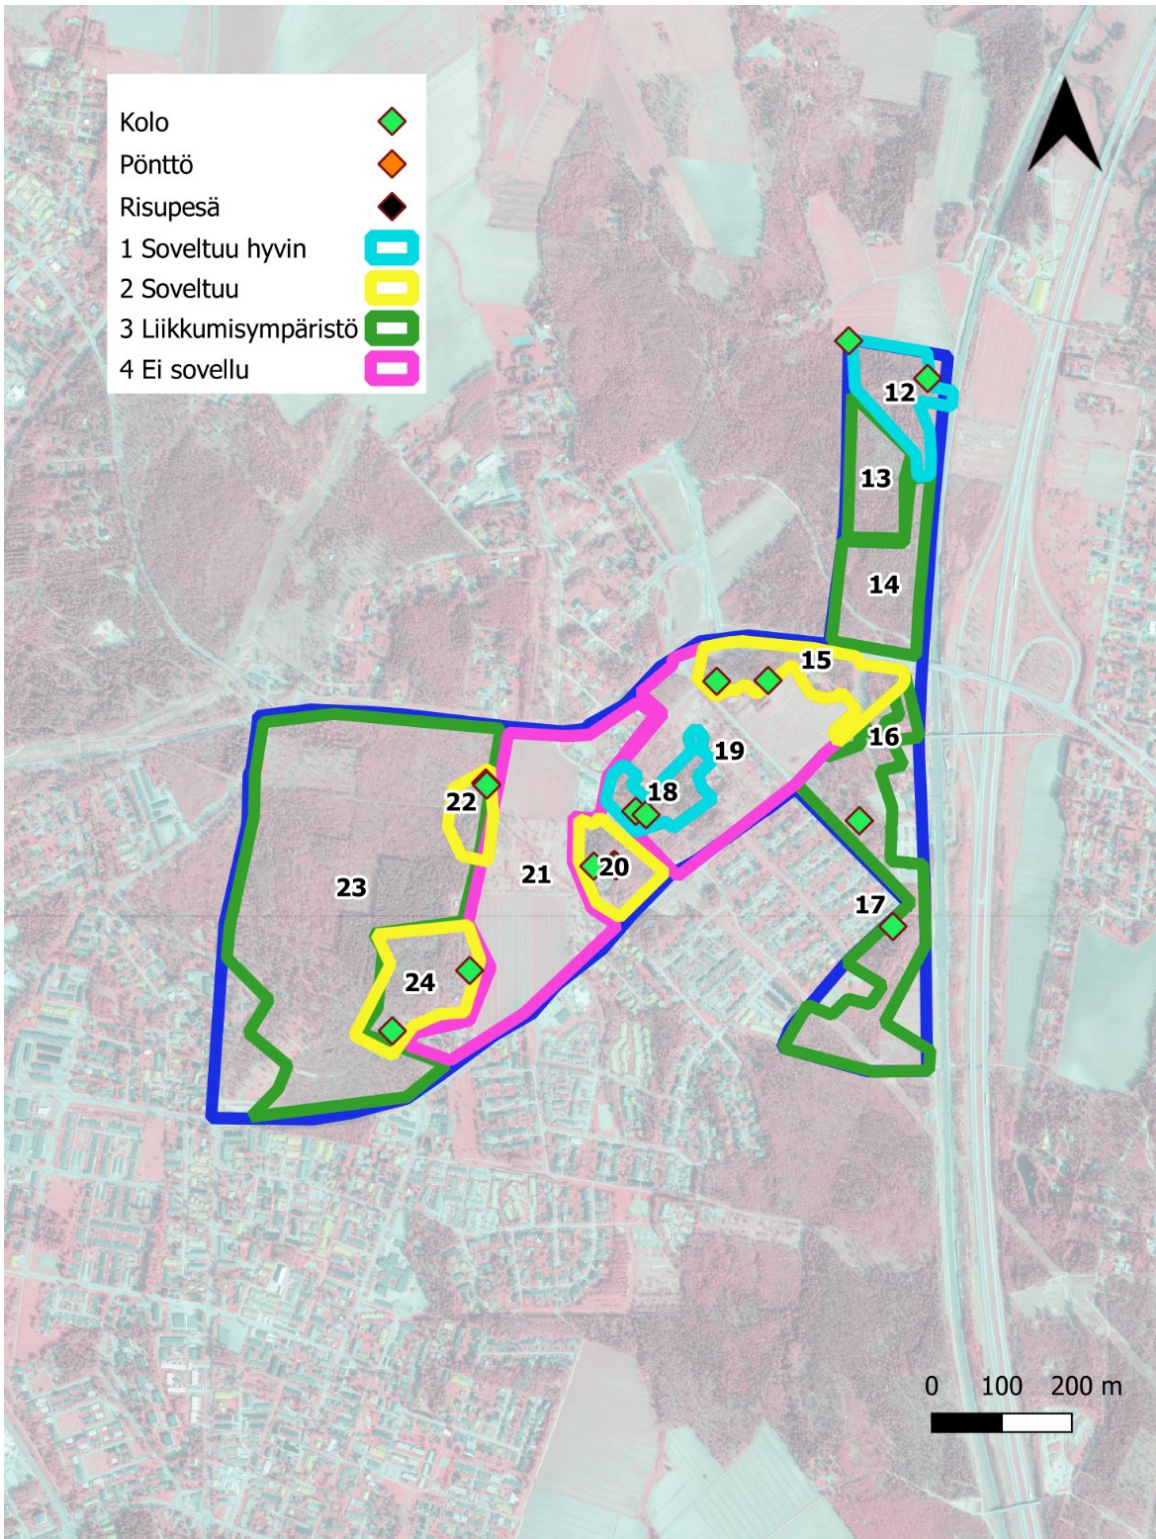 Kolo
Pönttö
Risupesä
1 Soveltuu hyvin
2 Soveltuu
3 Liikkumisympäristö
4 Ei sovellu
12
13
14
15
16
19
18
20
22
21
23
17
24
0 100 200 m